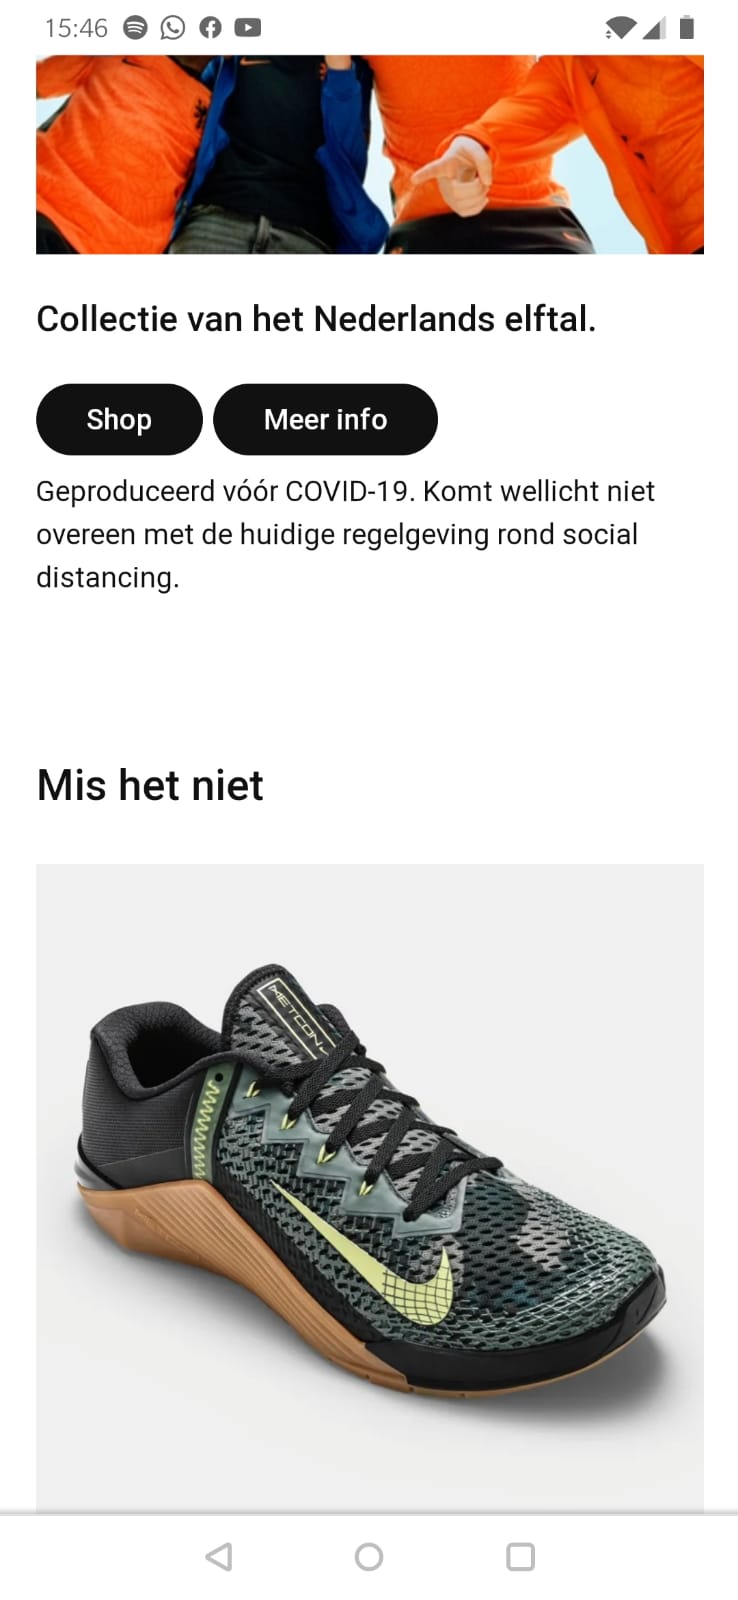 15:46
Collectie van het Nederlands elftal.
Shop
Meer info
Geproduceerd vóór COVID-19. Komt wellicht niet
overeen met de huidige regelgeving rond social
distancing.
Mis het niet
METCON